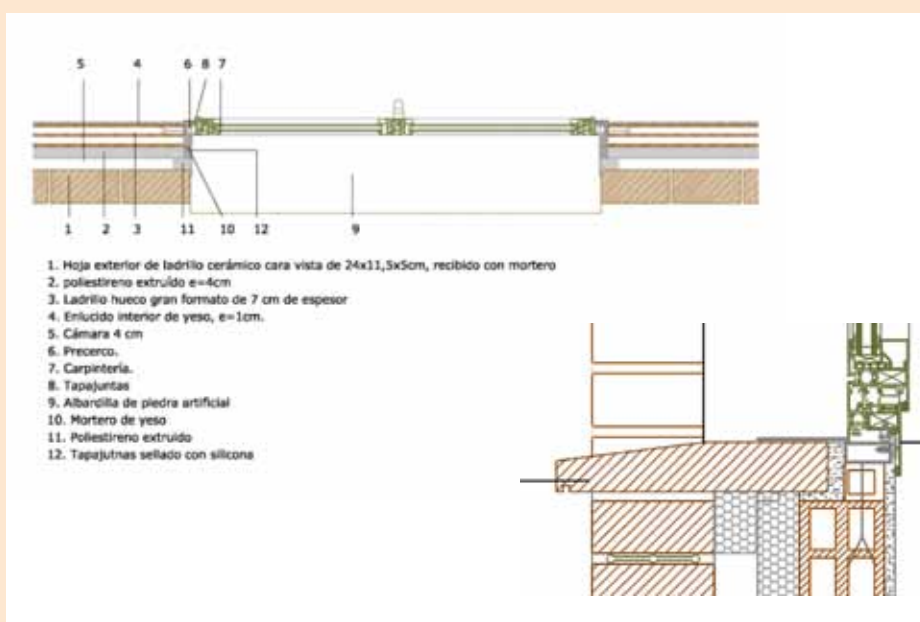 5 4 6 8 7
1 2 3 11 10 12 9
1. Hoja exterior de ladrillo cerámico cara vista de 24x11,5x5cm, recibido con mortero
2. poliestireno extruído e=4cm
3. Ladrillo hueco gran formato de 7 cm de espesor
4. Enlucido interior de yeso, e=1cm.
5. Cámara 4 cm
6. Precerco.
7. Carpintería.
8. Tapajuntas
9. Albardilla de piedra artificial
10. Mortero de yeso
11. Poliestireno extruido
12. Tapajutnas sellado con silicona